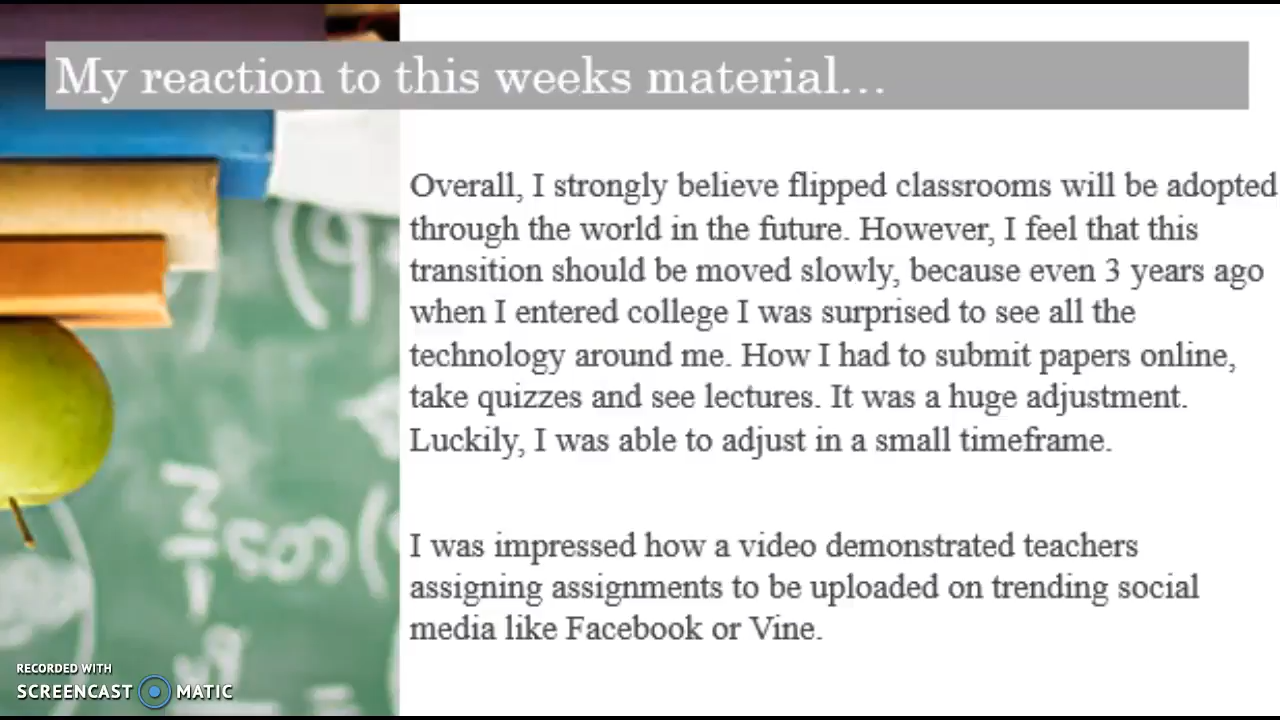 My reaction to this weeks material...
Overall, I strongly believe flipped classrooms will be adopted
through the world in the future. However, I feel that this
transition should be moved slowly, because even 3 years ago
when I entered college I was surprised to see all the
technology around me. How I had to submit papers online,
take quizzes and see lectures. It was a huge adjustment.
Luckily, I was able to adjust in a small timeframe.
I was impressed how a video demonstrated teachers
assigning assignments to be uploaded on trending social
media like Facebook or Vine.
RECORDED WITH
SCREENCAST MATIC